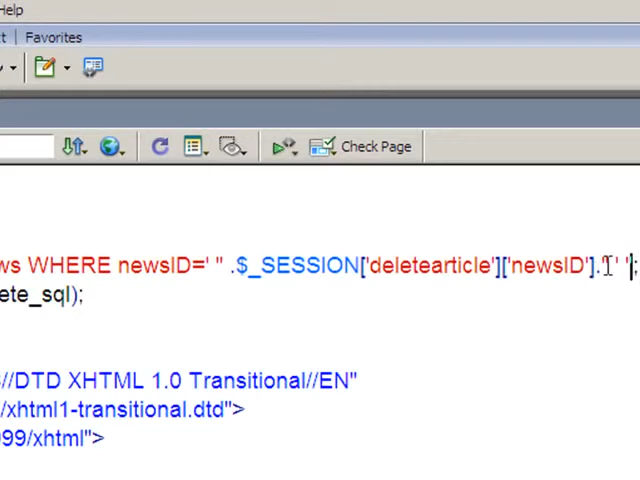 Help
t | Favorites
Check Page
ws WHERE newsID=' " .$_SESSION['deletearticle']['newsID']." ' ";
ete_sql);
//DTD XHTML 1.0 Transitional//EN"
/xhtml1-transitional.dtd">
999/xhtml">